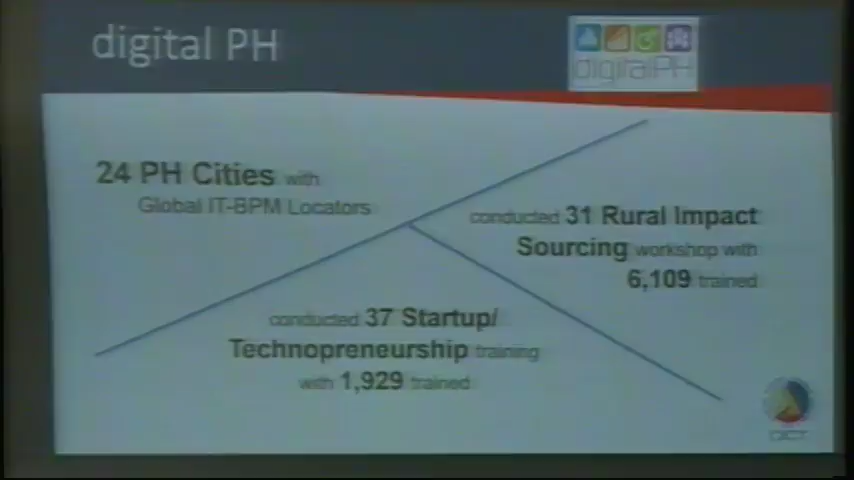 digital PH
digitalPH
24 PH Cities with
Global IT-BPM Locators
conducted 31 Rural Impact
Sourcing workshop with
6,109 trained
conducted 37 Startup/
Technopreneurship training
with 1,929 trained
DICT